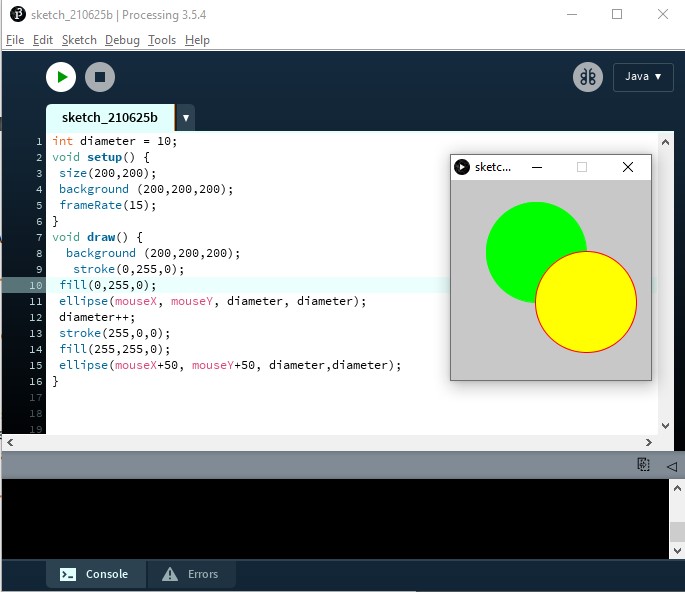 sketch_210625b | Processing 3.5.4
File Edit Sketch Debug Tools Help
Java ▼
sketch_210625b ▼
1 int diameter = 10;
2 void setup() {
3 size(200,200);
4 background (200,200,200);
5 frameRate(15);
6 }
7 void draw() {
8 background (200,200,200);
9 stroke(0,255,0);
10 fill(0,255,0);
11 ellipse(mouseX, mouseY, diameter, diameter);
12 diameter++;
13 stroke(255,0,0);
14 fill(255,255,0);
15 ellipse(mouseX+50, mouseY+50, diameter,diameter);
16 }
17
18
19
sketc...
Console Errors